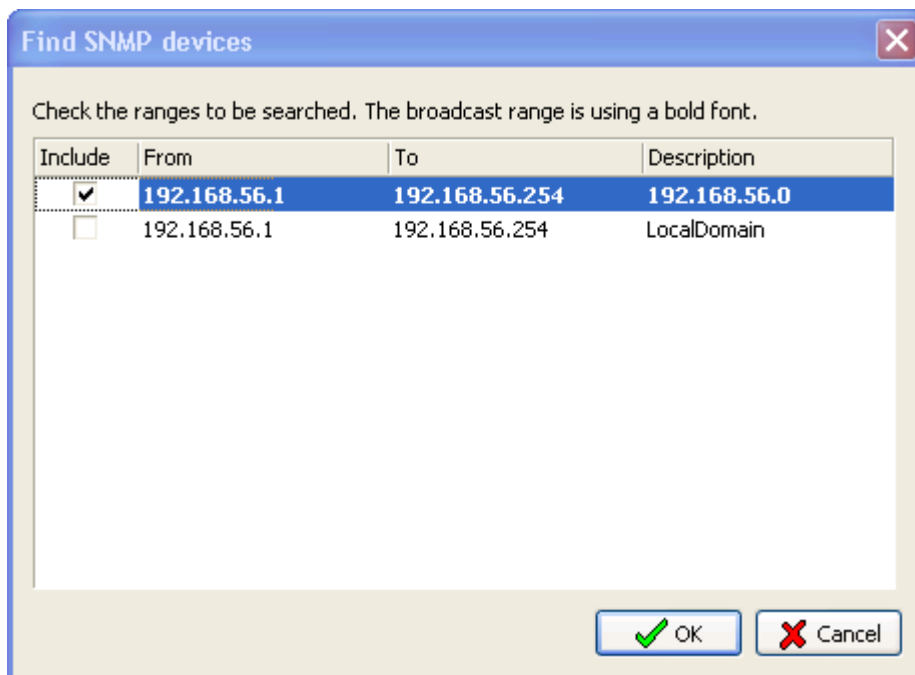 Find SNMP devices
Check the ranges to be searched. The broadcast range is using a bold font.
Include From To Description
192.168.56.1 192.168.56.254 192.168.56.0
192.168.56.1 192.168.56.254 LocalDomain
OK Cancel